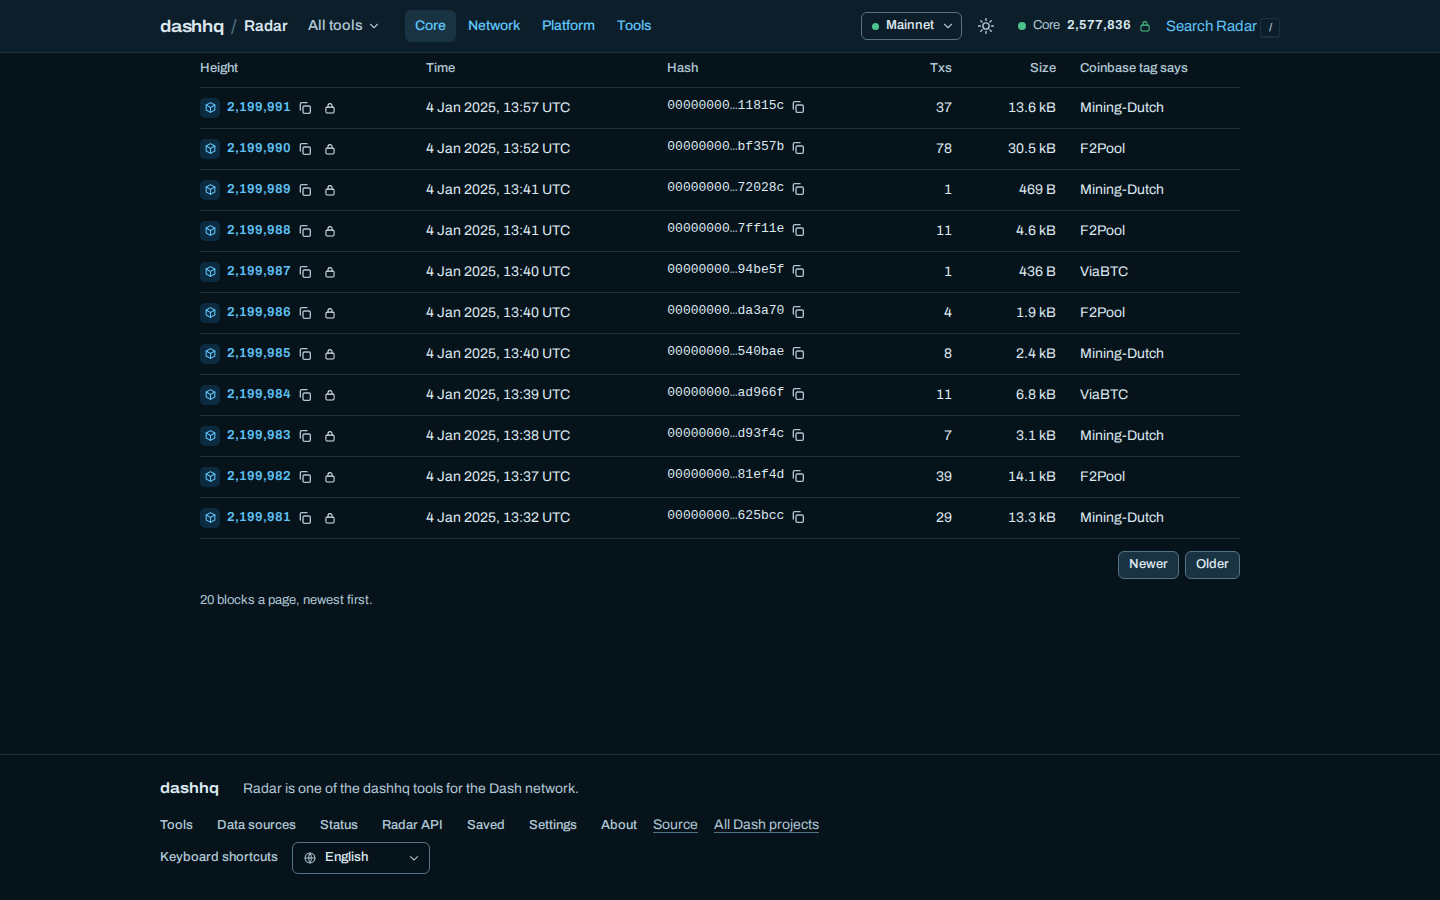 dashhq / Radar All tools Core Network Platform Tools Mainnet Core 2,577,836 Search Radar /
Height Time Hash Txs Size Coinbase tag says
2,199,991 4 Jan 2025, 13:57 UTC 00000000…11815c 37 13.6 kB Mining-Dutch
2,199,990 4 Jan 2025, 13:52 UTC 00000000…bf357b 78 30.5 kB F2Pool
2,199,989 4 Jan 2025, 13:41 UTC 00000000…72028c 1 469 B Mining-Dutch
2,199,988 4 Jan 2025, 13:41 UTC 00000000…7ff11e 11 4.6 kB F2Pool
2,199,987 4 Jan 2025, 13:40 UTC 00000000…94be5f 1 436 B ViaBTC
2,199,986 4 Jan 2025, 13:40 UTC 00000000…da3a70 4 1.9 kB F2Pool
2,199,985 4 Jan 2025, 13:40 UTC 00000000…540bae 8 2.4 kB Mining-Dutch
2,199,984 4 Jan 2025, 13:39 UTC 00000000…ad966f 11 6.8 kB ViaBTC
2,199,983 4 Jan 2025, 13:38 UTC 00000000…d93f4c 7 3.1 kB Mining-Dutch
2,199,982 4 Jan 2025, 13:37 UTC 00000000…81ef4d 39 14.1 kB F2Pool
2,199,981 4 Jan 2025, 13:32 UTC 00000000…625bcc 29 13.3 kB Mining-Dutch
Newer Older
20 blocks a page, newest first.
dashhq Radar is one of the dashhq tools for the Dash network.
Tools Data sources Status Radar API Saved Settings About Source All Dash projects
Keyboard shortcuts English